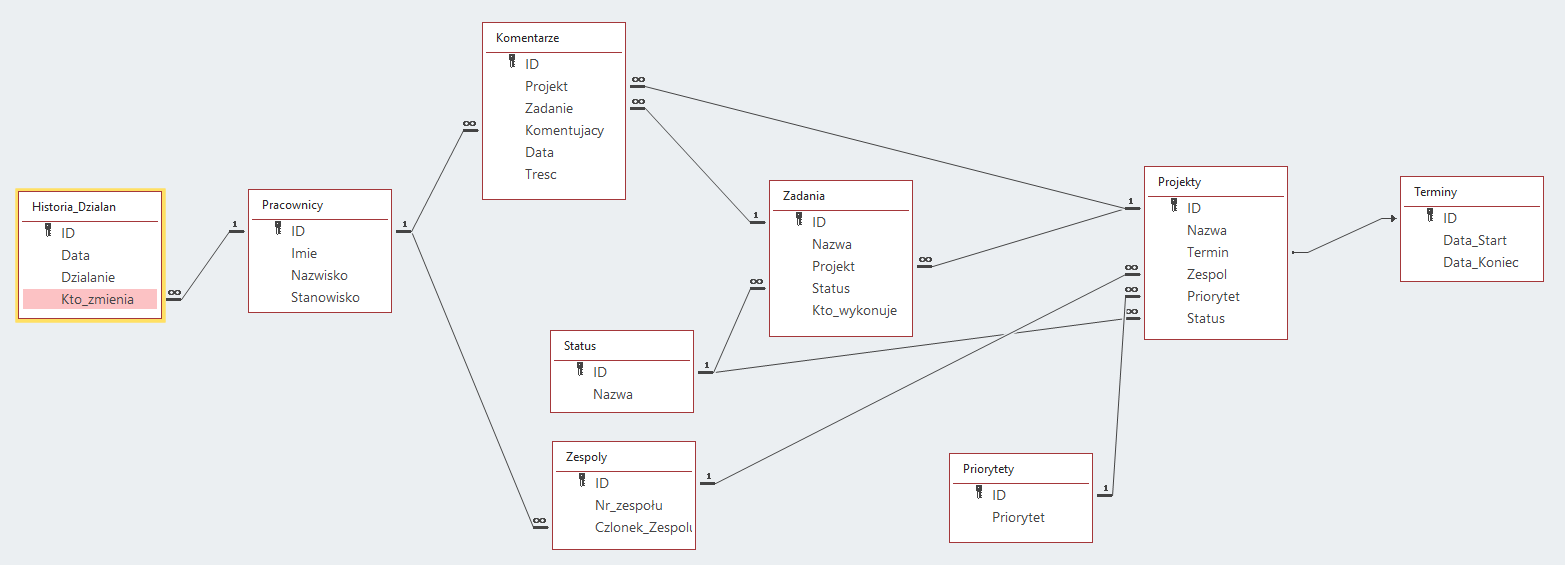 Historia_Dzialan
ID
Data
Dzialanie
Kto_zmienia
∞
1
Pracownicy
ID
Imie
Nazwisko
Stanowisko
1
∞
∞
Komentarze
ID
Projekt
Zadanie
Komentujacy
Data
Tresc
∞
∞
Status
ID
Nazwa
1
Zespoly
ID
Nr_zespołu
Czlonek_Zespolu
1
1
∞
Zadania
ID
Nazwa
Projekt
Status
Kto_wykonuje
∞
Priorytety
ID
Priorytet
1
1
∞
∞
∞
Projekty
ID
Nazwa
Termin
Zespol
Priorytet
Status
Terminy
ID
Data_Start
Data_Koniec